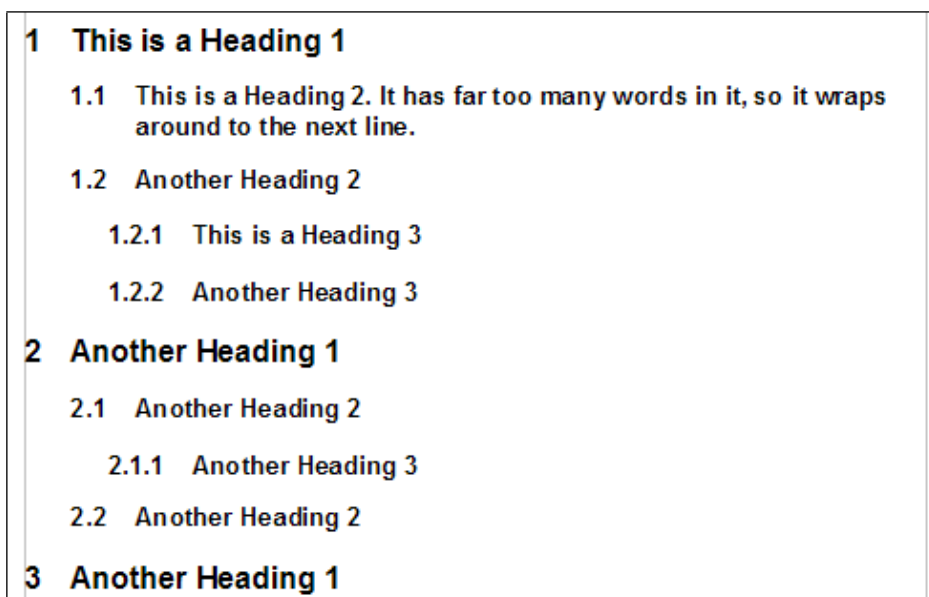 1 This is a Heading 1
1.1 This is a Heading 2. It has far too many words in it, so it wraps
around to the next line.
1.2 Another Heading 2
1.2.1 This is a Heading 3
1.2.2 Another Heading 3
2 Another Heading 1
2.1 Another Heading 2
2.1.1 Another Heading 3
2.2 Another Heading 2
3 Another Heading 1